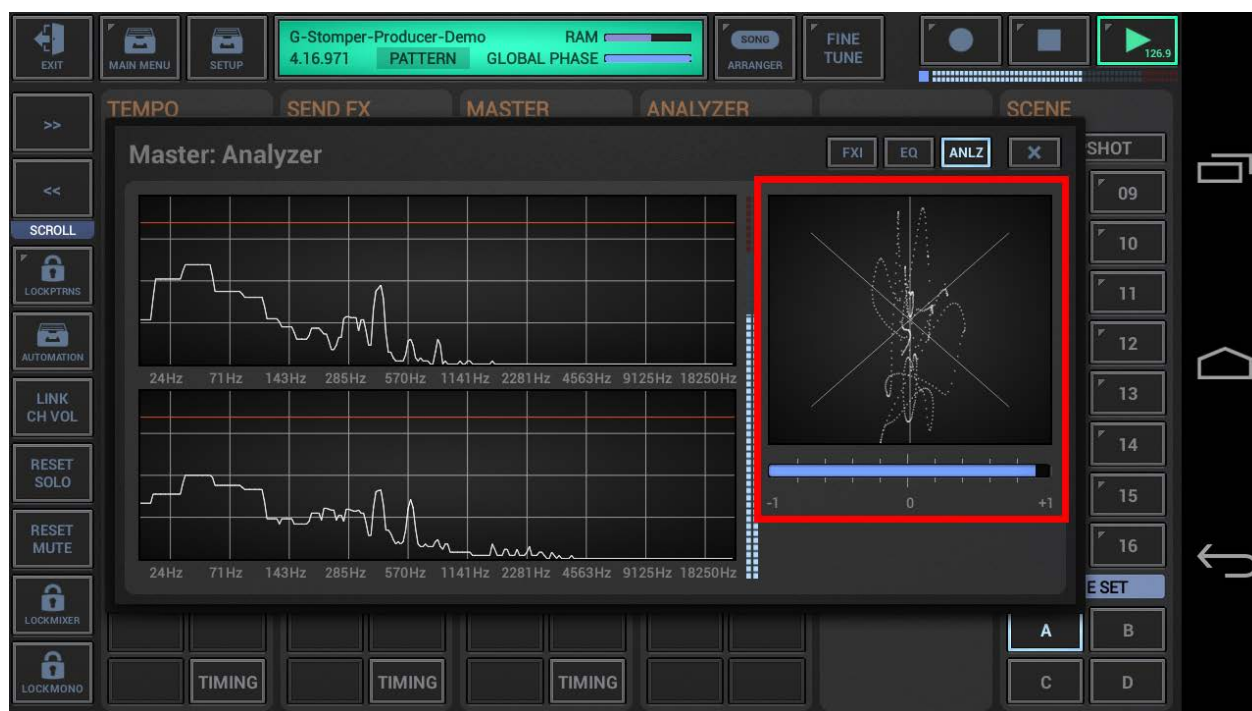 EXIT
MAIN MENU
SETUP
G-Stomper-Producer-Demo RAM
4.16.971 PATTERN GLOBAL PHASE
SONG
ARRANGER
FINE
TUNE
126.9
>>
<<
SCROLL
LOCKPTRNS
AUTOMATION
LINK
CH VOL
RESET
SOLO
RESET
MUTE
LOCKMIXER
LOCKMONO
TEMPO SEND FX MASTER ANALYZER SCENE
Master: Analyzer
FXI EQ ANLZ ×
24Hz 71Hz 143Hz 285Hz 570Hz 1141Hz 2281Hz 4563Hz 9125Hz 18250Hz
24Hz 71Hz 143Hz 285Hz 570Hz 1141Hz 2281Hz 4563Hz 9125Hz 18250Hz
-1 0 +1
SHOT
09
10
11
12
13
14
15
16
E SET
A B
C D
TIMING TIMING TIMING